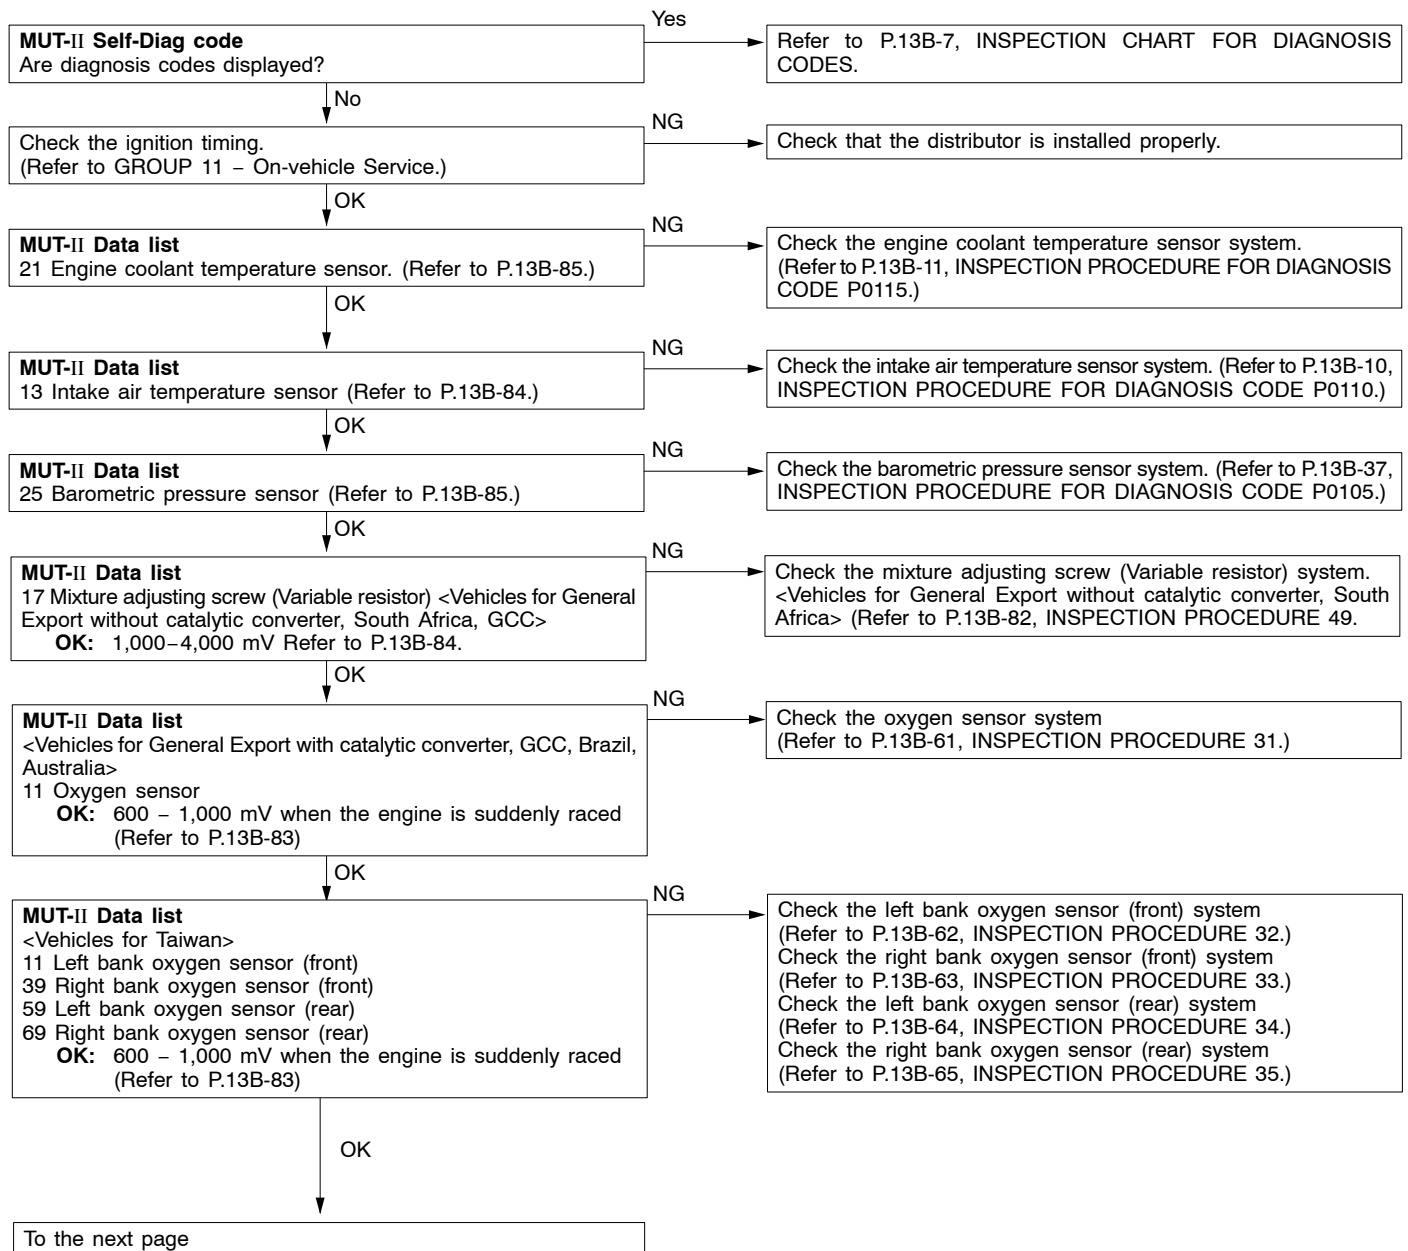 MUT-II Self-Diag code
Are diagnosis codes displayed?
Yes
Refer to P.13B-7, INSPECTION CHART FOR DIAGNOSIS
CODES.
No
Check the ignition timing.
(Refer to GROUP 11 – On-vehicle Service.)
NG
Check that the distributor is installed properly.
OK
MUT-II Data list
21 Engine coolant temperature sensor. (Refer to P.13B-85.)
NG
Check the engine coolant temperature sensor system.
(Refer to P.13B-11, INSPECTION PROCEDURE FOR DIAGNOSIS
CODE P0115.)
OK
MUT-II Data list
13 Intake air temperature sensor (Refer to P.13B-84.)
NG
Check the intake air temperature sensor system. (Refer to P.13B-10,
INSPECTION PROCEDURE FOR DIAGNOSIS CODE P0110.)
OK
MUT-II Data list
25 Barometric pressure sensor (Refer to P.13B-85.)
NG
Check the barometric pressure sensor system. (Refer to P.13B-37,
INSPECTION PROCEDURE FOR DIAGNOSIS CODE P0105.)
OK
MUT-II Data list
17 Mixture adjusting screw (Variable resistor) <Vehicles for General
Export without catalytic converter, South Africa, GCC>
OK: 1,000–4,000 mV Refer to P.13B-84.
NG
Check the mixture adjusting screw (Variable resistor) system.
<Vehicles for General Export without catalytic converter, South
Africa> (Refer to P.13B-82, INSPECTION PROCEDURE 49.
OK
MUT-II Data list
<Vehicles for General Export with catalytic converter, GCC, Brazil,
Australia>
11 Oxygen sensor
OK: 600 – 1,000 mV when the engine is suddenly raced
(Refer to P.13B-83)
NG
Check the oxygen sensor system
(Refer to P.13B-61, INSPECTION PROCEDURE 31.)
OK
MUT-II Data list
<Vehicles for Taiwan>
11 Left bank oxygen sensor (front)
39 Right bank oxygen sensor (front)
59 Left bank oxygen sensor (rear)
69 Right bank oxygen sensor (rear)
OK: 600 – 1,000 mV when the engine is suddenly raced
(Refer to P.13B-83)
NG
Check the left bank oxygen sensor (front) system
(Refer to P.13B-62, INSPECTION PROCEDURE 32.)
Check the right bank oxygen sensor (front) system
(Refer to P.13B-63, INSPECTION PROCEDURE 33.)
Check the left bank oxygen sensor (rear) system
(Refer to P.13B-64, INSPECTION PROCEDURE 34.)
Check the right bank oxygen sensor (rear) system
(Refer to P.13B-65, INSPECTION PROCEDURE 35.)
OK
To the next page